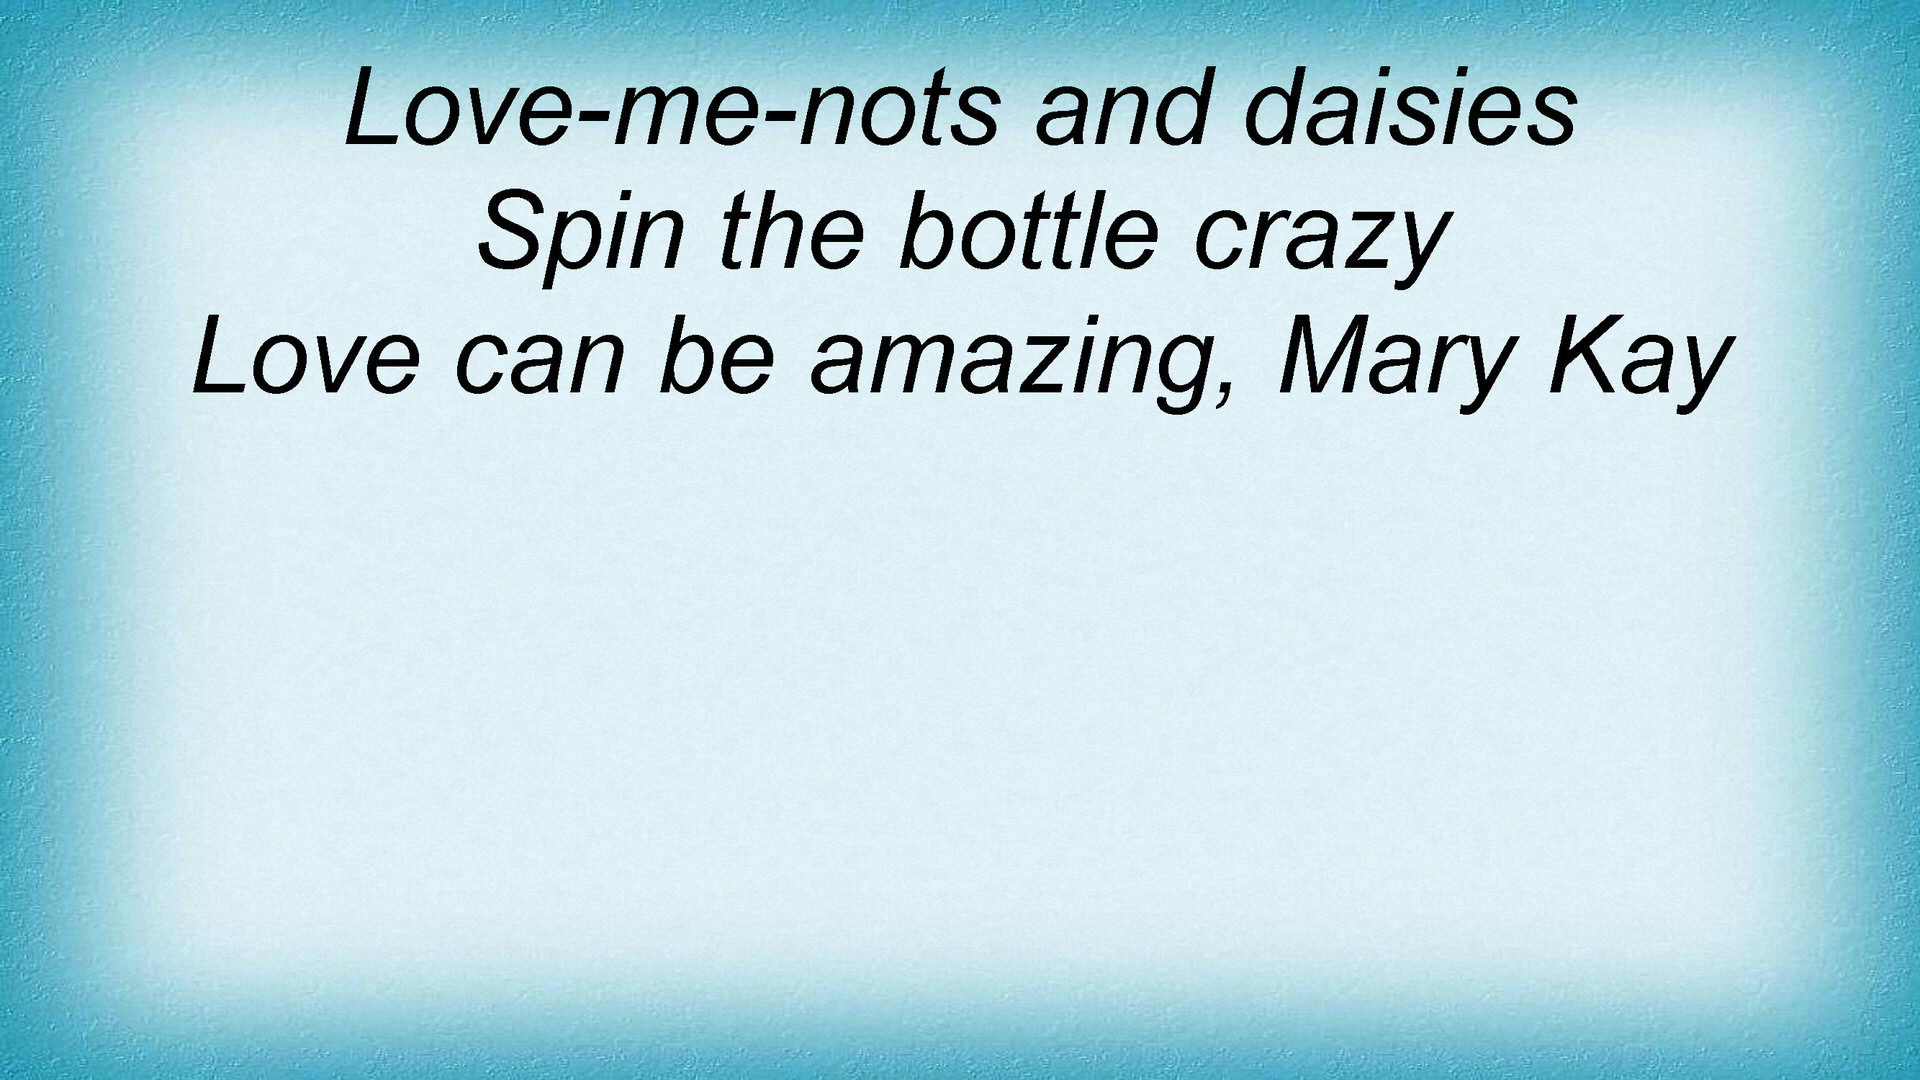 Love-me-nots and daisies
Spin the bottle crazy
Love can be amazing, Mary Kay